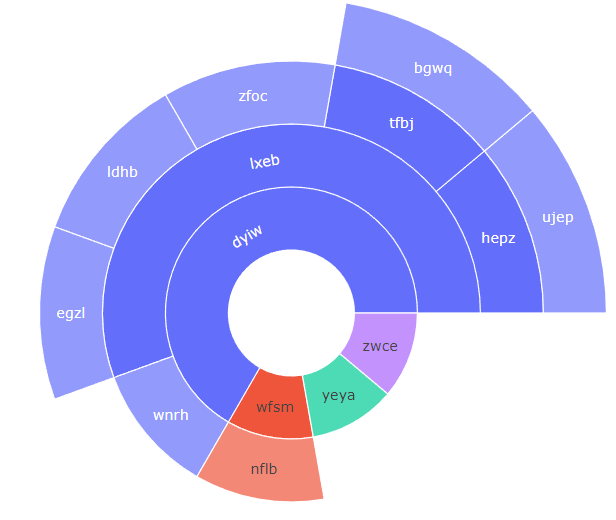 bgwq
zfoc
tfbj
lxeb
ldhb
ujep
dyiw
hepz
egzl
zwce
yeya
wfsm
wnrh
nflb